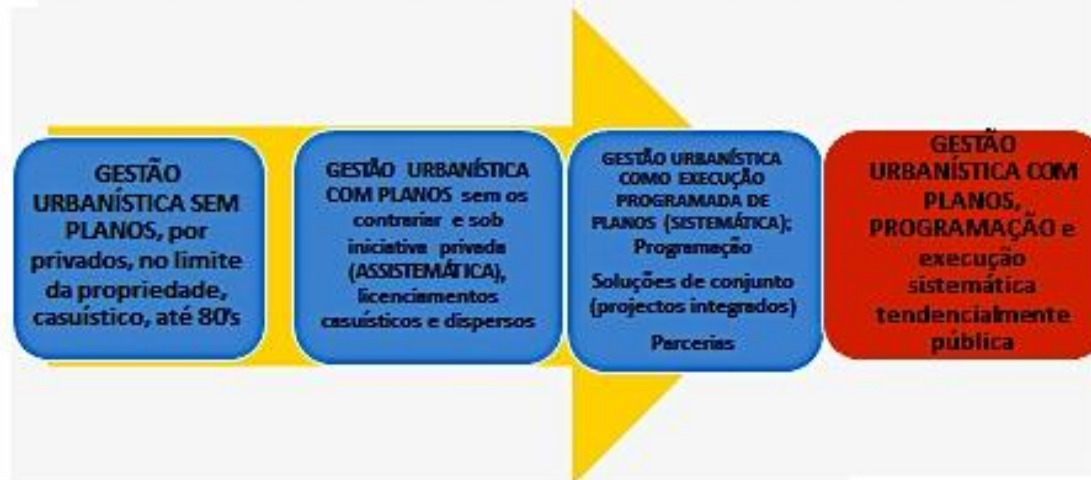 GESTÃO
URBANÍSTICA SEM
PLANOS, por
privados, no limite
da propriedade,
casuístico, até 80's
GESTÃO URBANÍSTICA
COM PLANOS sem os
contrariar e sob
iniciativa privada
(ASSISTEMÁTICA),
licenciamentos
casuísticos e dispersos
GESTÃO URBANÍSTICA
COMO EXECUÇÃO
PROGRAMADA DE
PLANOS (SISTEMÁTICA);
Programação
Soluções de conjunto
(projectos integrados)
Parcerias
GESTÃO
URBANÍSTICA COM
PLANOS,
PROGRAMAÇÃO e
execução
sistemática
tendencialmente
pública